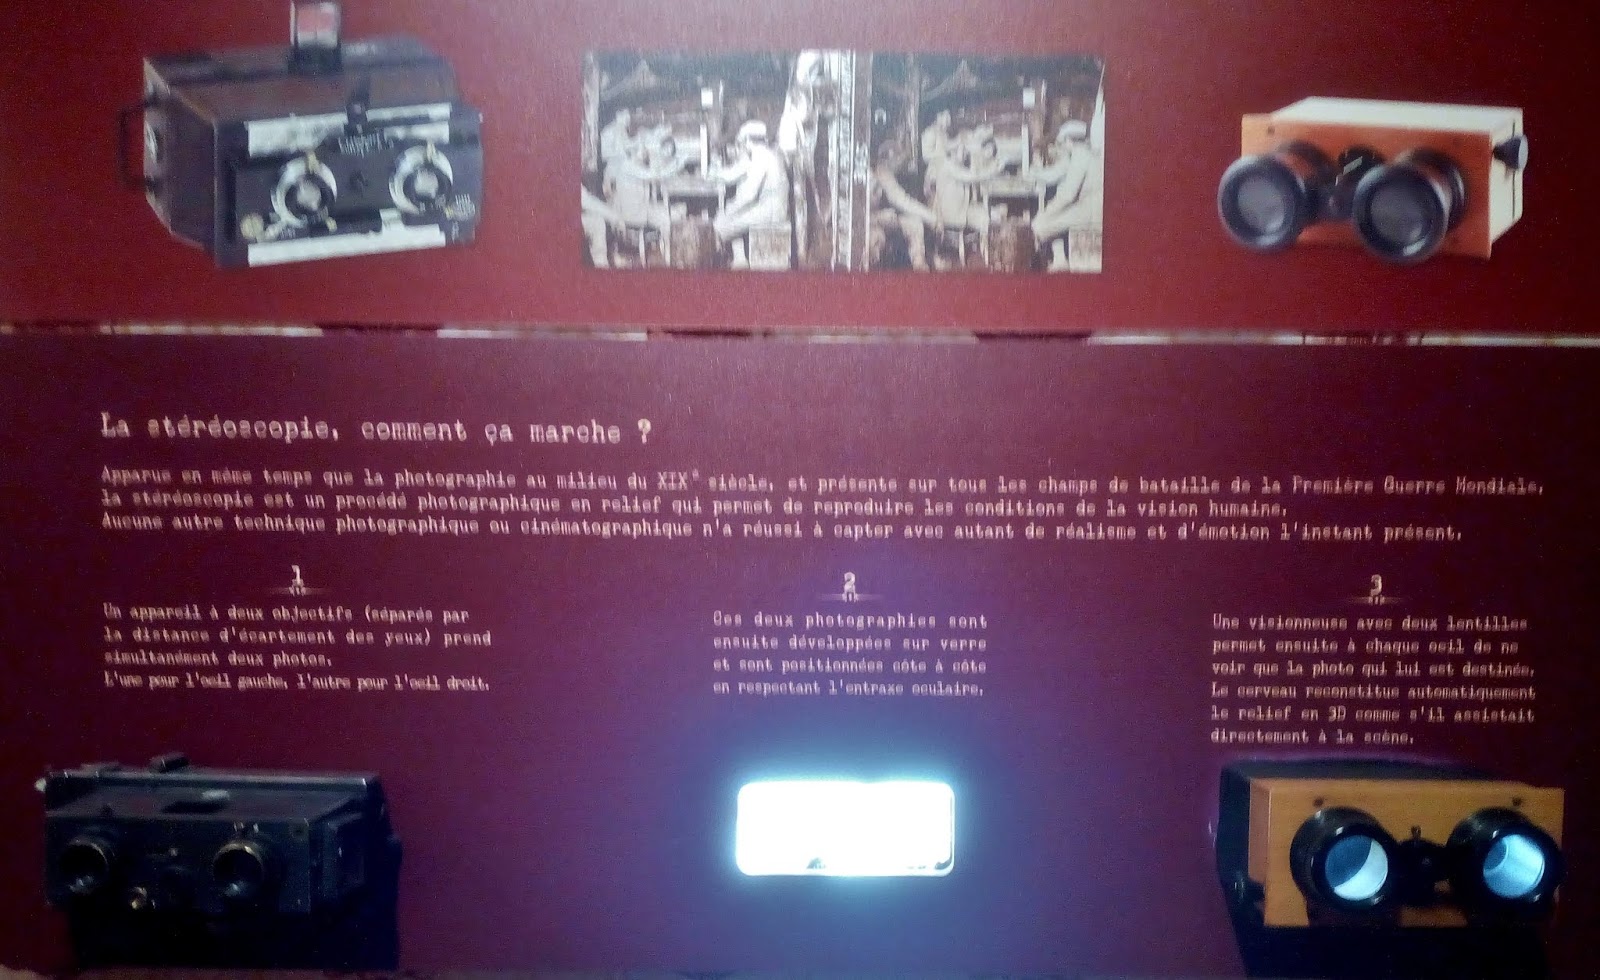 La stéréoscopie, comment ça marche ?
Apparue en même temps que la photographie au milieu du XIXe siècle, et présente sur tous les champs de bataille de la Première Guerre Mondiale,
la stéréoscopie est un procédé photographique en relief qui permet de reproduire les conditions de la vision humaine.
Aucune autre technique photographique ou cinématographique n'a réussi à capter avec autant de réalisme et d'émotion l'instant présent.
1
Un appareil à deux objectifs (séparés par
la distance d'écartement des yeux) prend
simultanément deux photos.
L'une pour l'oeil gauche, l'autre pour l'oeil droit.
2
Ces deux photographies sont
ensuite développées sur verre
et sont positionnées côte à côte
en respectant l'entraxe oculaire.
3
Une visionneuse avec deux lentilles
permet ensuite à chaque oeil de ne
voir que la photo qui lui est destinée.
Le cerveau reconstitue automatiquement
le relief en 3D comme s'il assistait
directement à la scène.